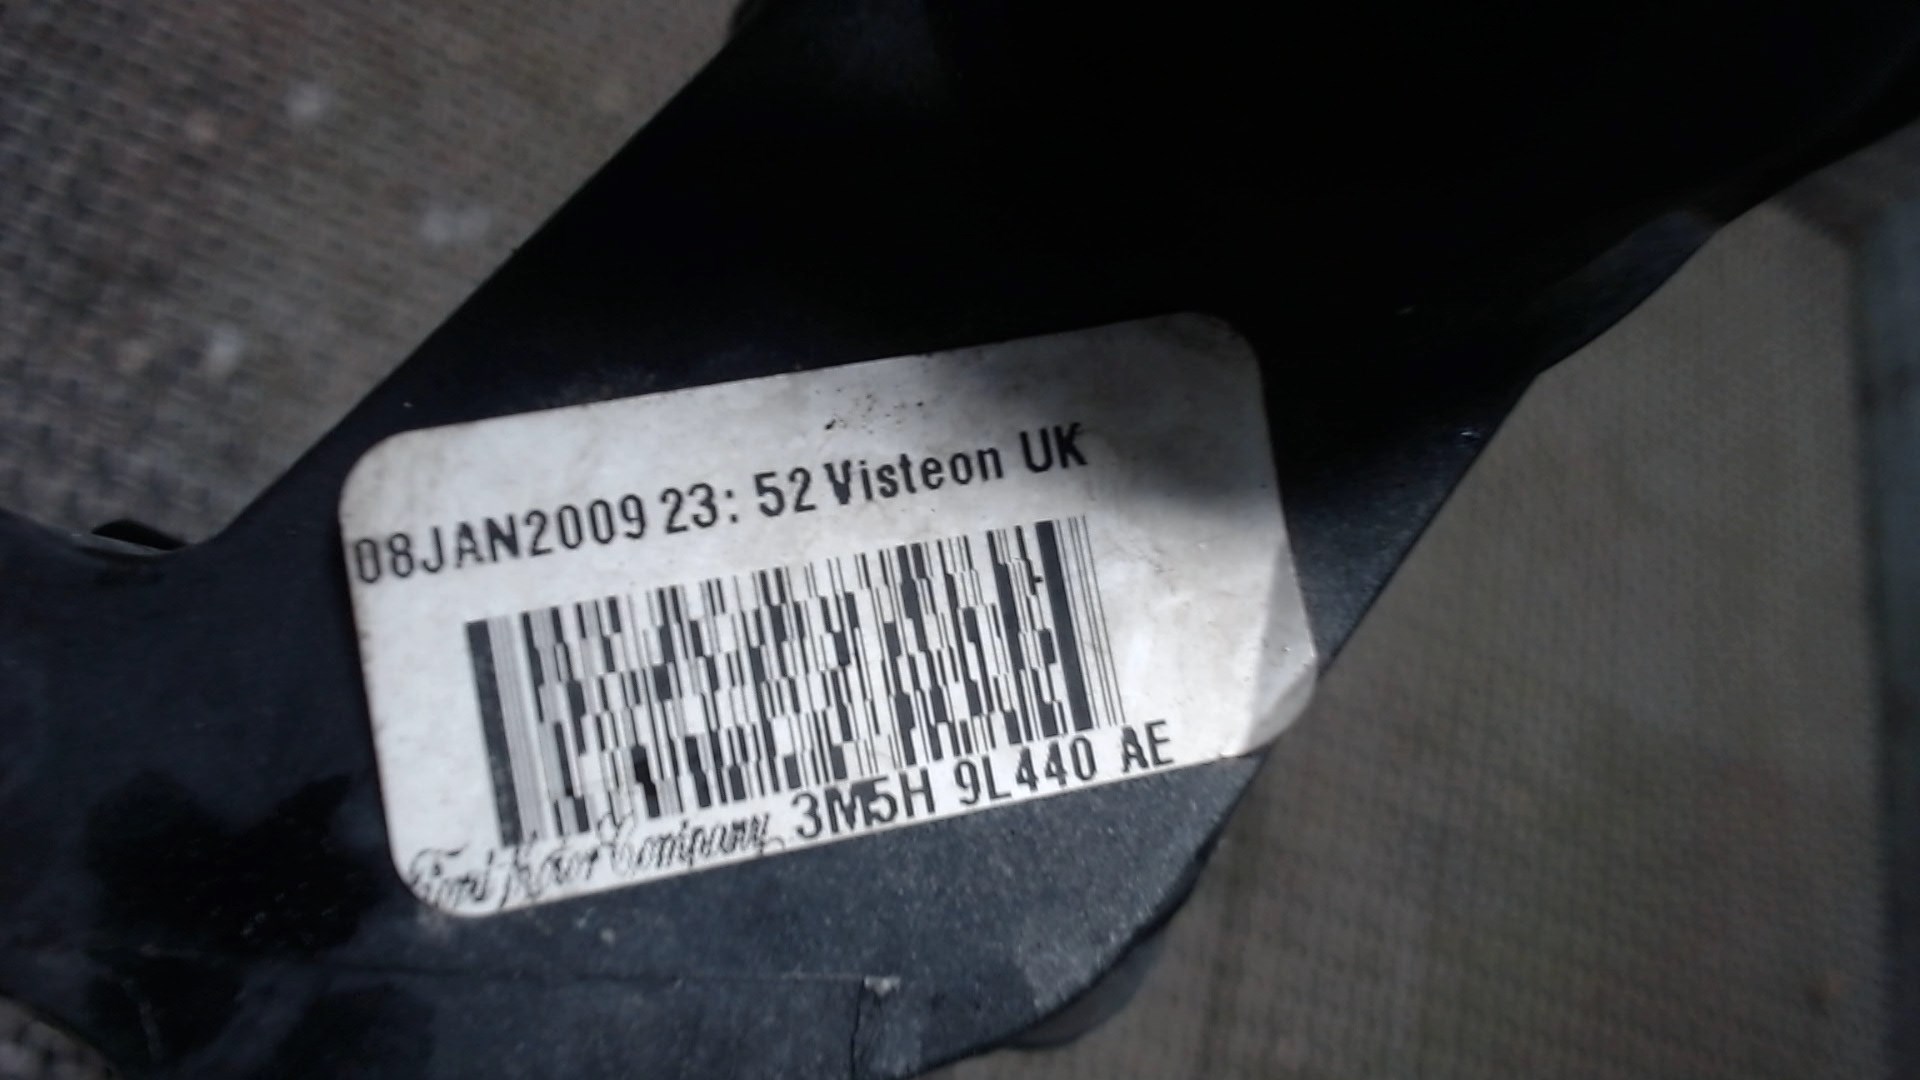 08JAN2009 23:52 Visteon UK
Ford Motor Company 3M5H 9L440 AE